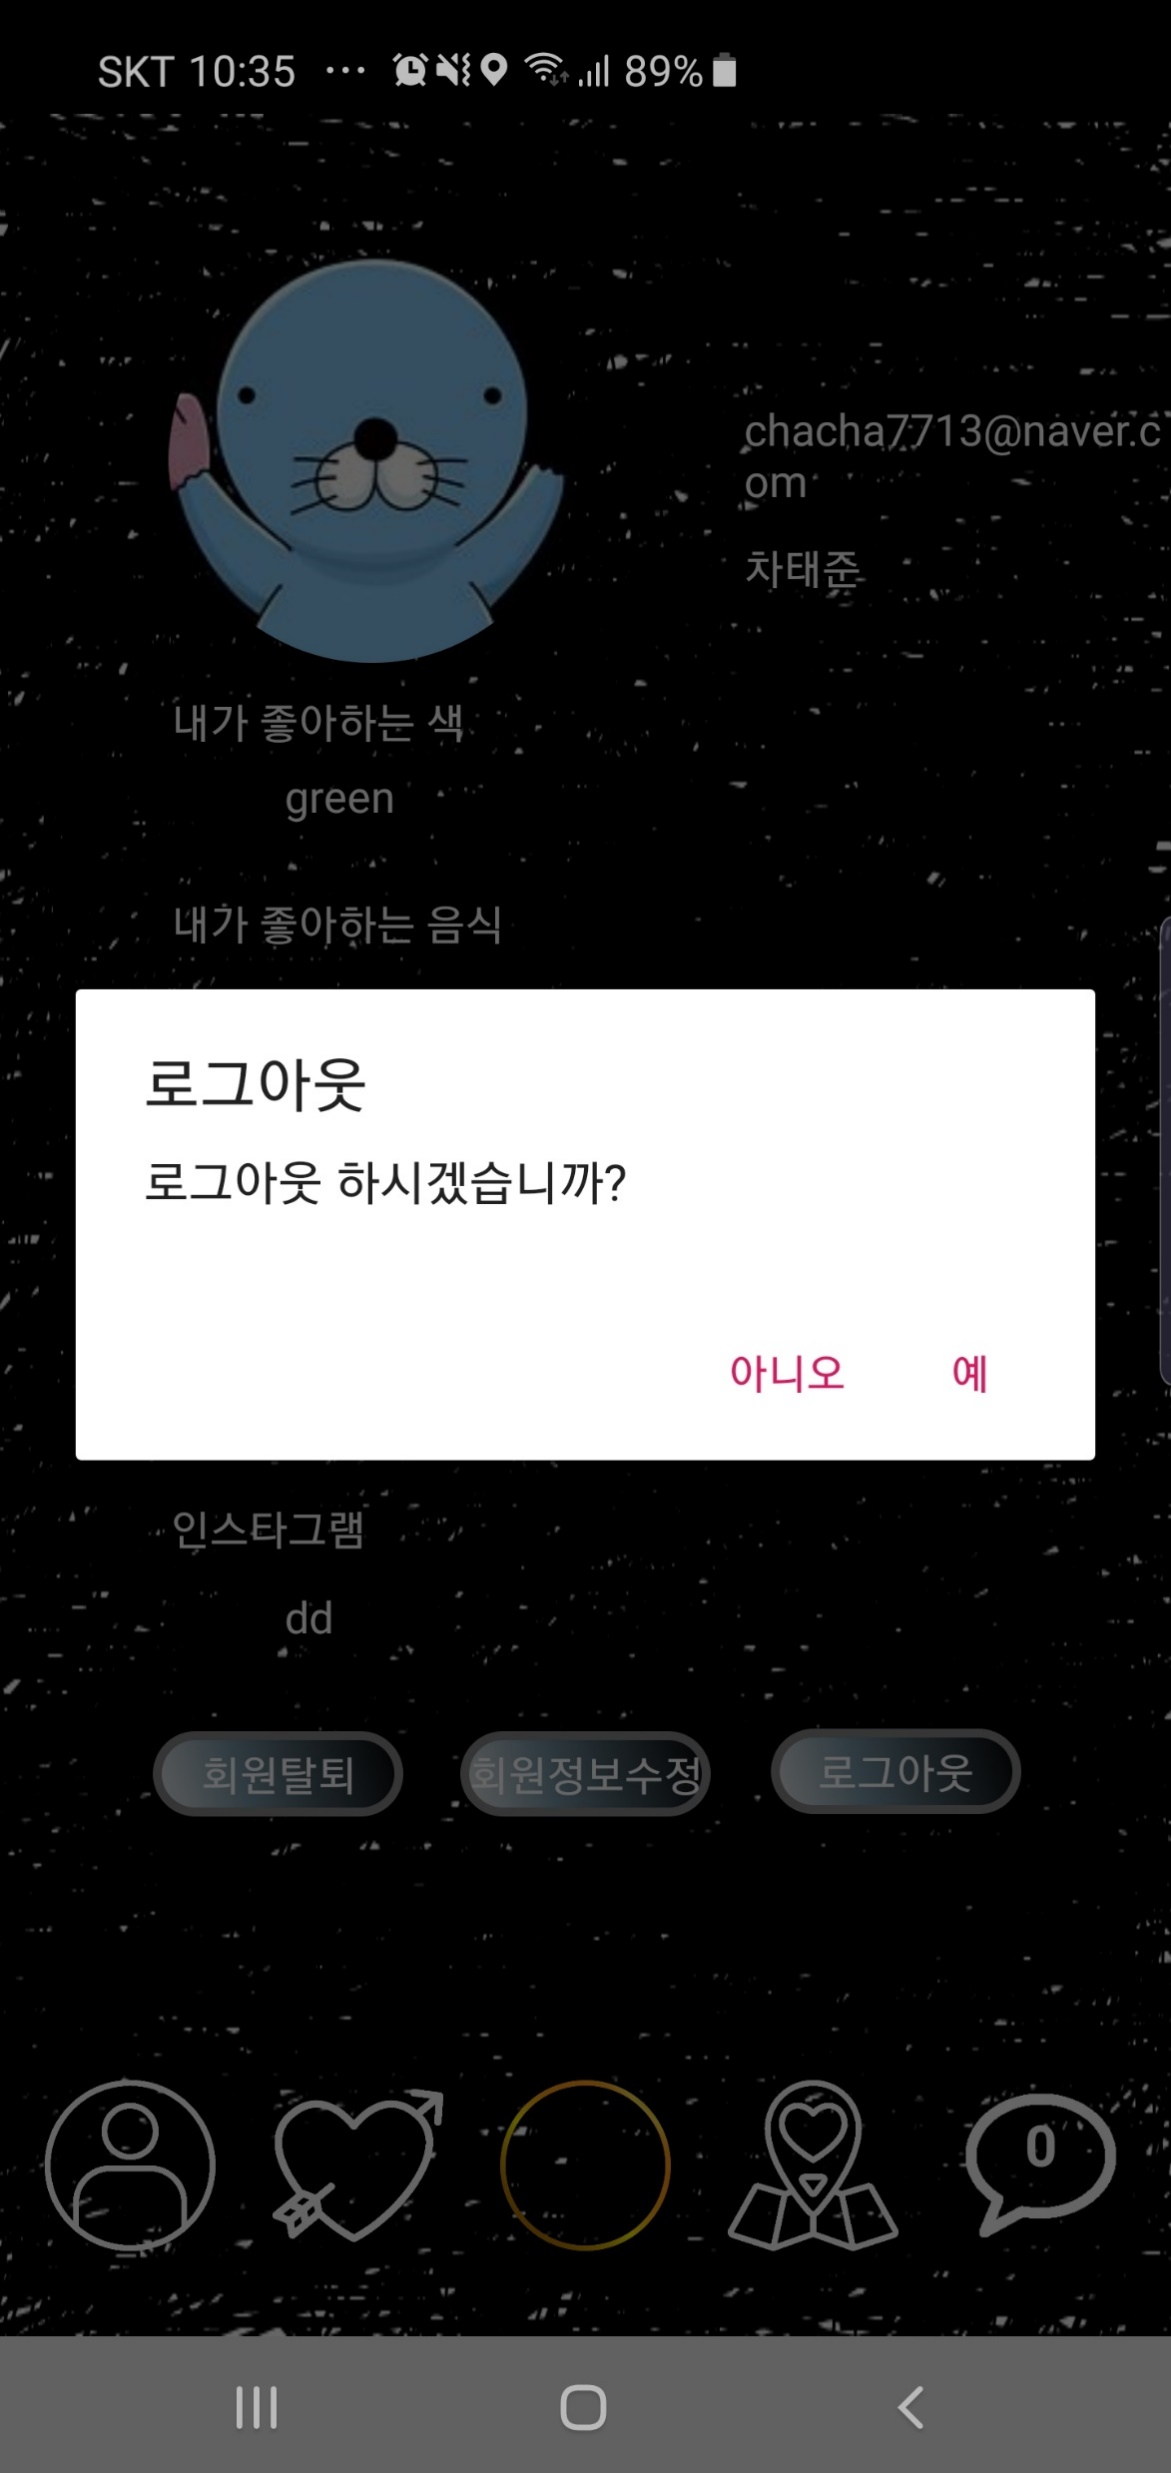 SKT 10:35 ... 89%
chacha7713@naver.c
om
차태준
내가 좋아하는 색
green
내가 좋아하는 음식
로그아웃
로그아웃 하시겠습니까?
아니오 예
인스타그램
dd
회원탈퇴 회원정보수정 로그아웃
0